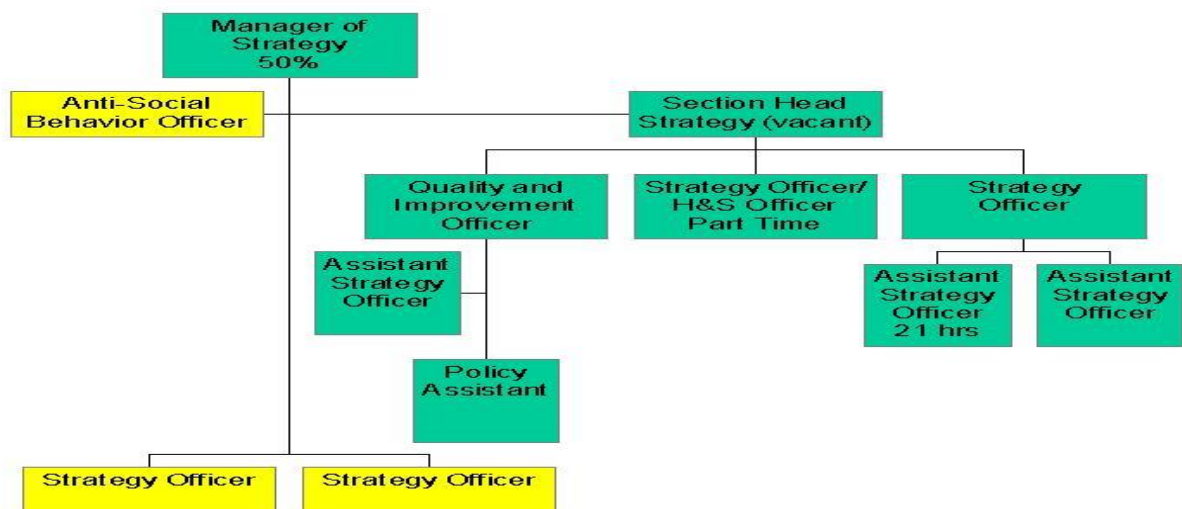 Manager of
Strategy
50%
Anti-Social
Behavior Officer
Section Head
Strategy (vacant)
Quality and
Improvement
Officer
Strategy Officer/
H&S Officer
Part Time
Strategy
Officer
Assistant
Strategy
Officer
Assistant
Strategy
Officer
21 hrs
Assistant
Strategy
Officer
Policy
Assistant
Strategy Officer
Strategy Officer